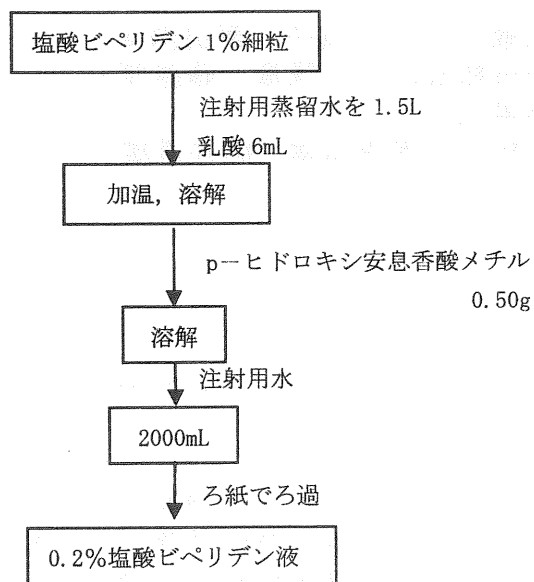 塩酸ビペリデン 1%細粒
注射用蒸留水を 1.5L
乳酸 6mL
加温，溶解
p－ヒドロキシ安息香酸メチル
0.50g
溶解
注射用水
2000mL
ろ紙でろ過
0.2%塩酸ビペリデン液